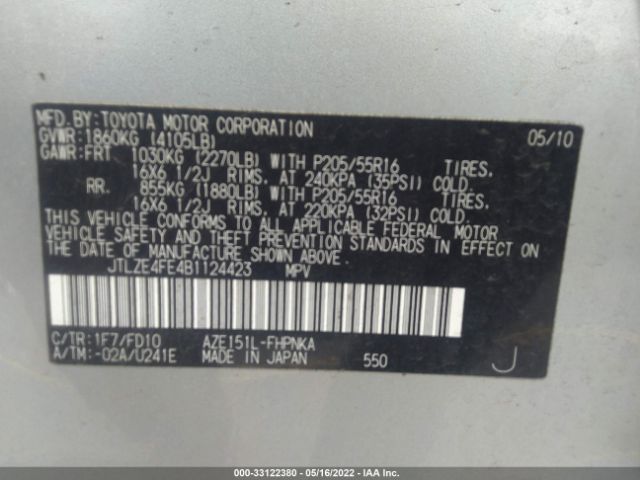 MFD.BY:TOYOTA MOTOR CORPORATION 05/10
GVWR:1860KG (4105LB)
GAWR:FRT 1030KG (2270LB) WITH P205/55R16 TIRES.
16X6 1/2J RIMS. AT 240KPA (35PSI) COLD.
RR. 855KG (1880LB) WITH P205/55R16 TIRES.
16X6 1/2J RIMS. AT 220KPA (32PSI) COLD.
THIS VEHICLE CONFORMS TO ALL APPLICABLE FEDERAL MOTOR
VEHICLE SAFETY AND THEFT PREVENTION STANDARDS IN EFFECT ON
THE DATE OF MANUFACTURE SHOWN ABOVE.
JTLZE4FE4B1124423 MPV
C/TR:1F7/FD10 AZE151L-FHPNKA
A/TM:-02A/U241E MADE IN JAPAN 550 J
000-33122380 - 05/16/2022 - IAA Inc.